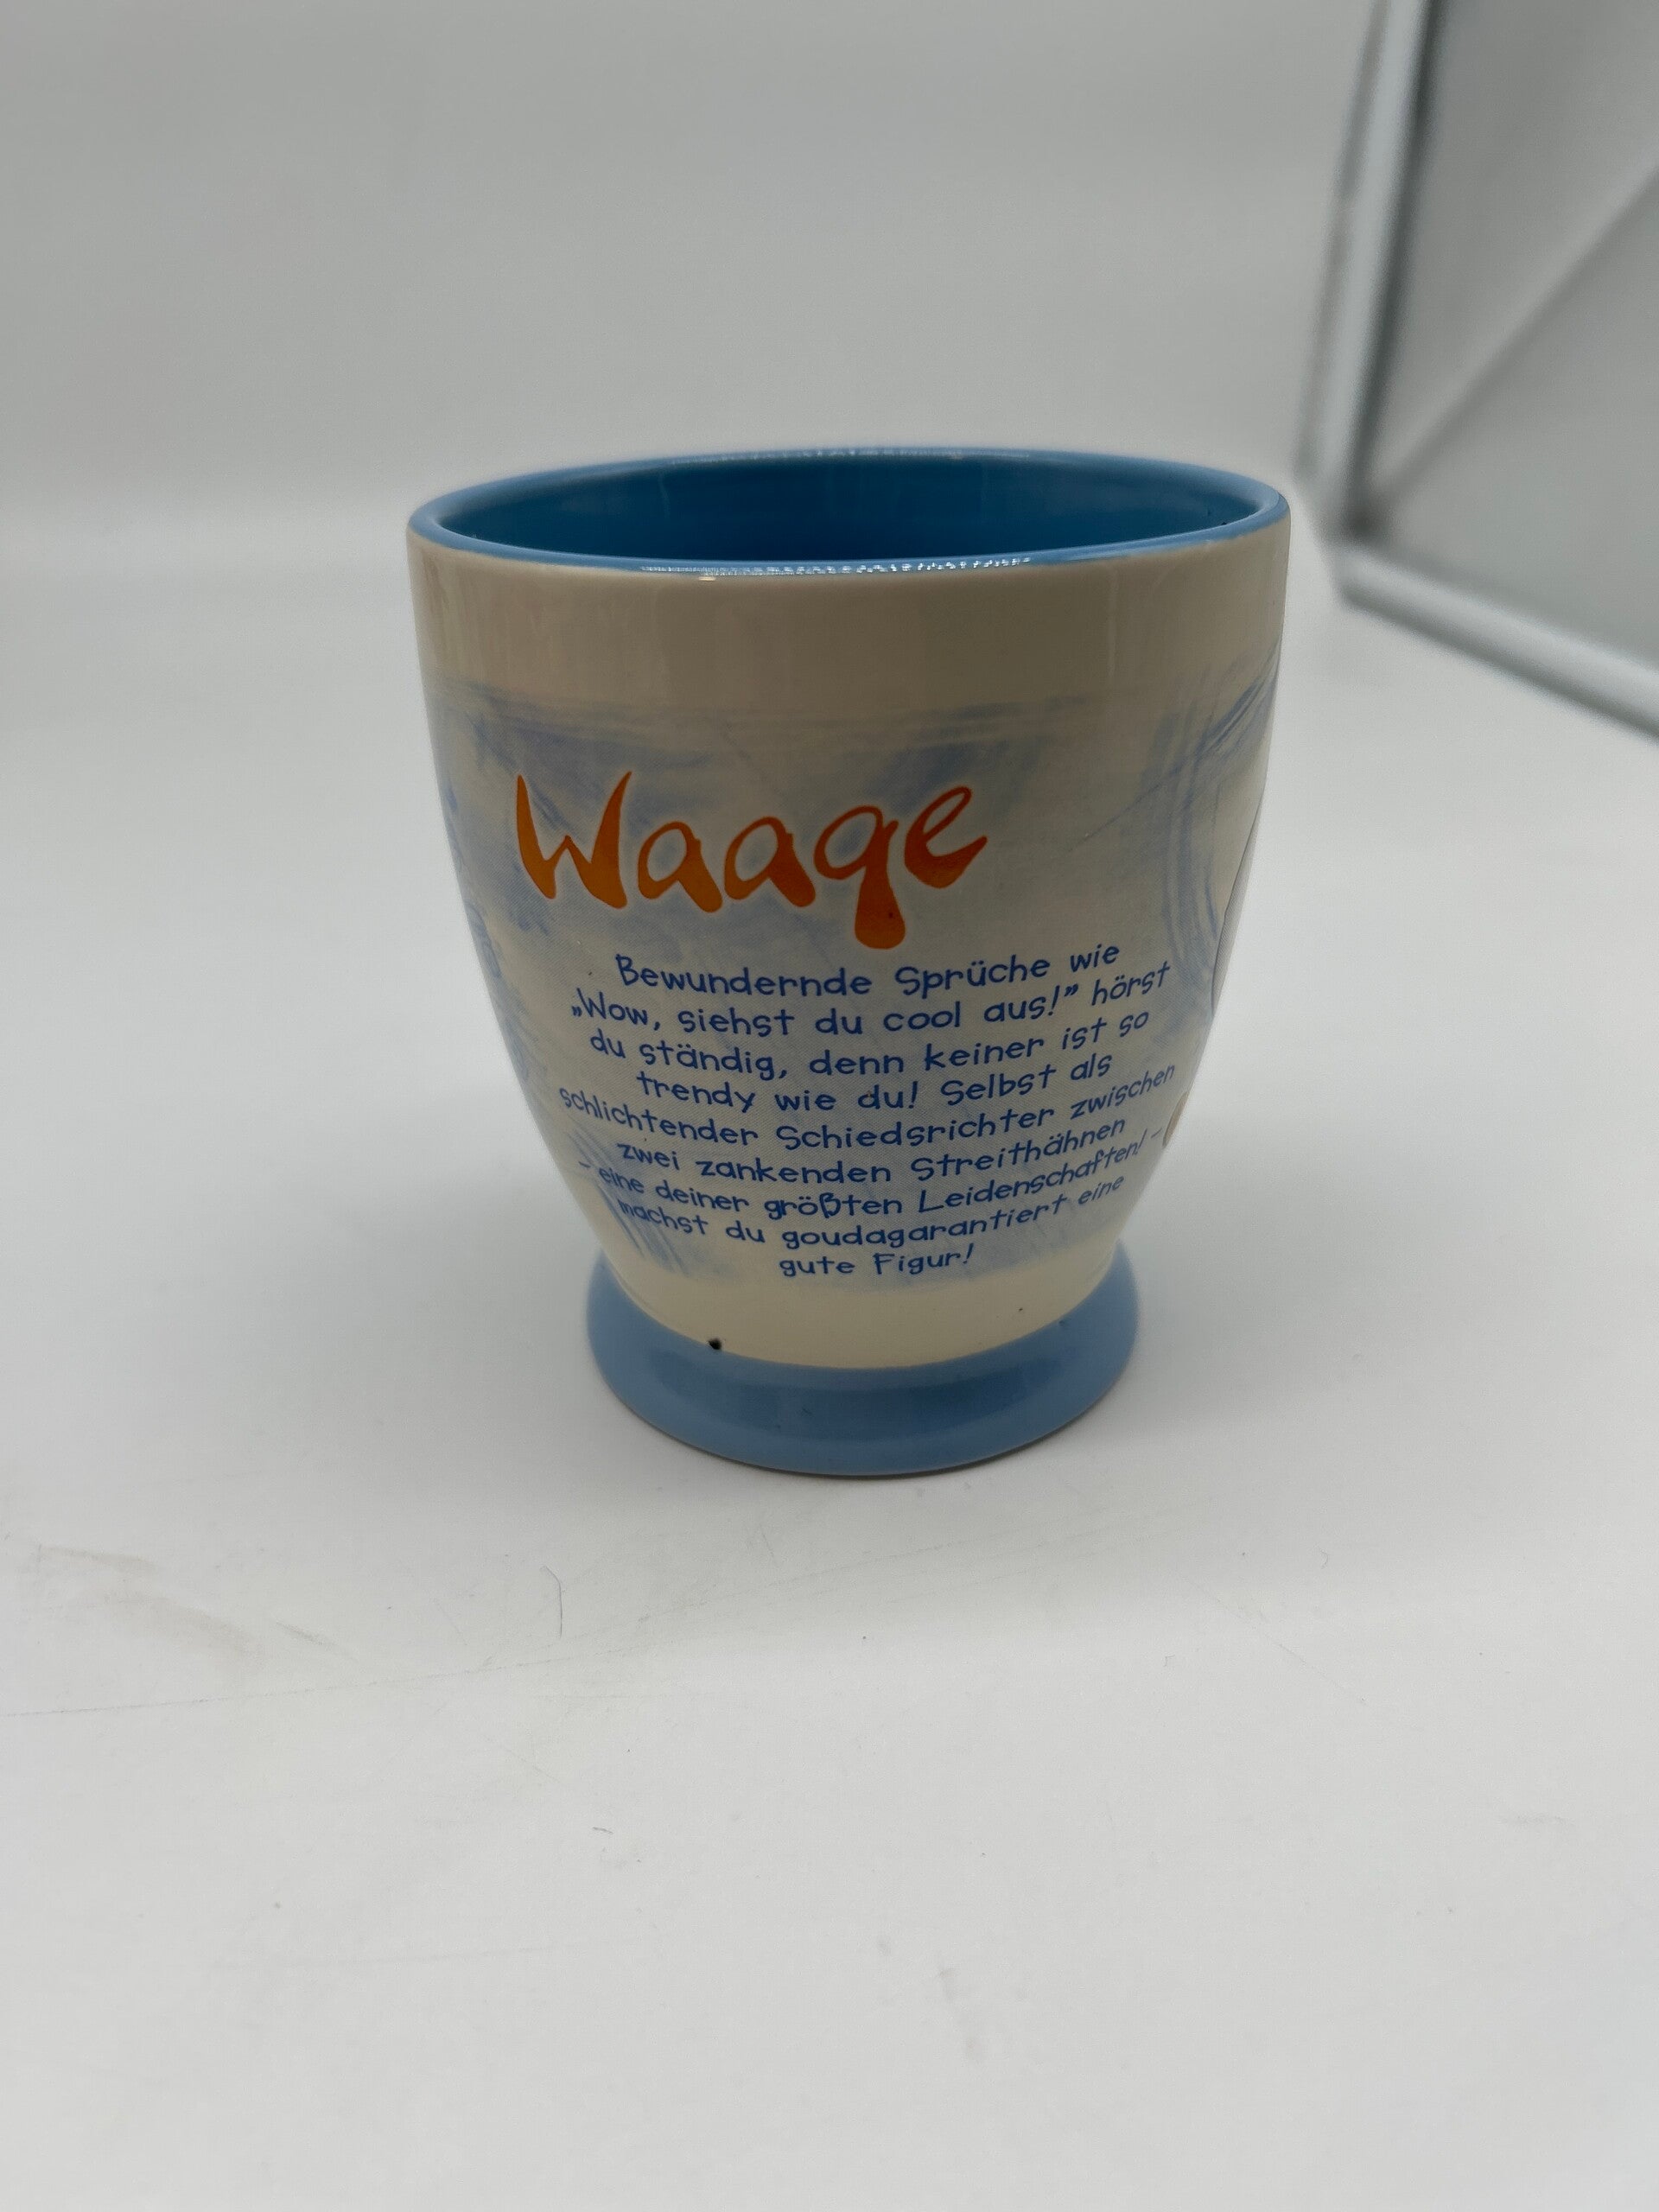 Waage
Bewundernde Sprüche wie
„Wow, siehst du cool aus!” hörst
du ständig, denn keiner ist so
trendy wie du! Selbst als
schlichtender Schiedsrichter zwischen
zwei zankenden Streithähnen
- eine deiner größten Leidenschaften! -
machst du goudagarantiert eine
gute Figur!